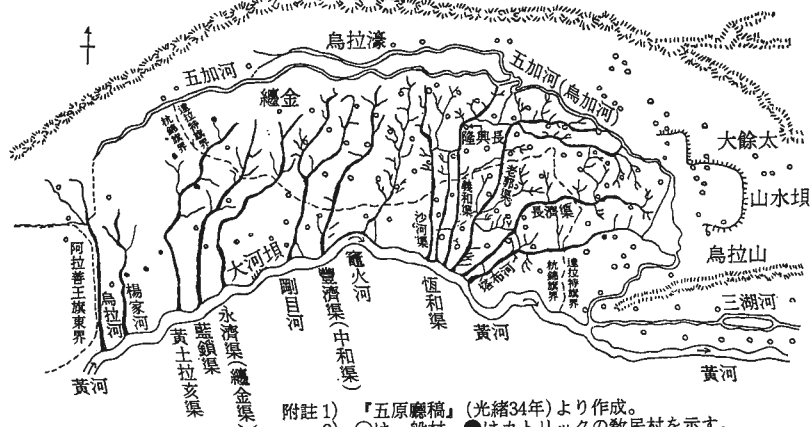 烏拉濠
五加河
五加河(烏加河)
纏金
達拉特旗界
杭錦旗界
隆興長
大餘太
山水垻
烏拉山
三湖河
老郭渠
義和渠
沙河渠
長濟渠
塔布河
達拉特旗界
杭錦旗界
阿拉善王旗東界
烏拉河
楊家河
大河垻
黃土拉亥渠
藍鎖渠
永濟渠(纏金渠)
剛目河
豐濟渠(中和渠)
竈火河
恆和渠
黃河
黃河
黃河
附註1) 『五原廳稿』(光緒34年)より作成。
2) ○は一般村、●はカトリックの敎民村を示す。